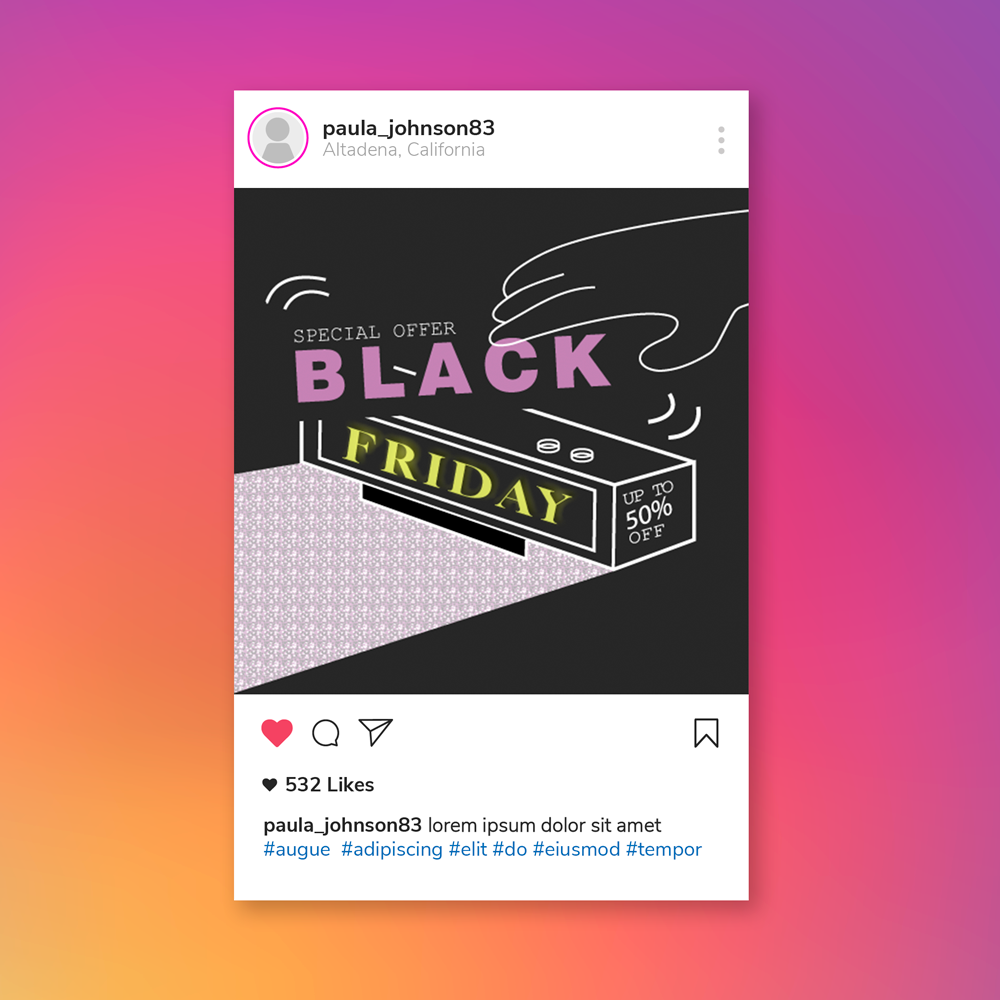 paula_johnson83
Altadena, California
SPECIAL OFFER
BLACK
FRIDAY
UP TO
50%
OFF
532 Likes
paula_johnson83 lorem ipsum dolor sit amet
#augue #adipiscing #elit #do #eiusmod #tempor